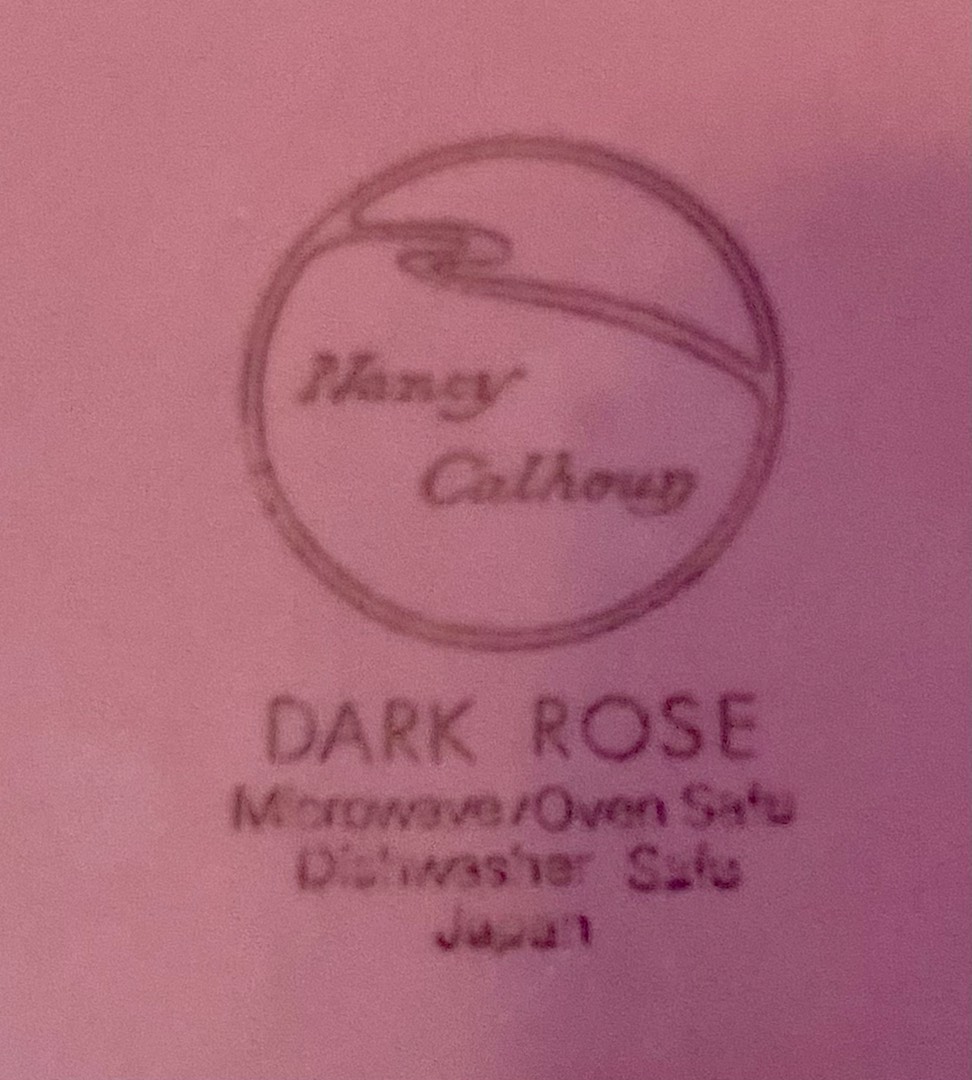 Nancy
Calhoun
DARK ROSE
Microwave/Oven Safe
Dishwasher Safe
Japan